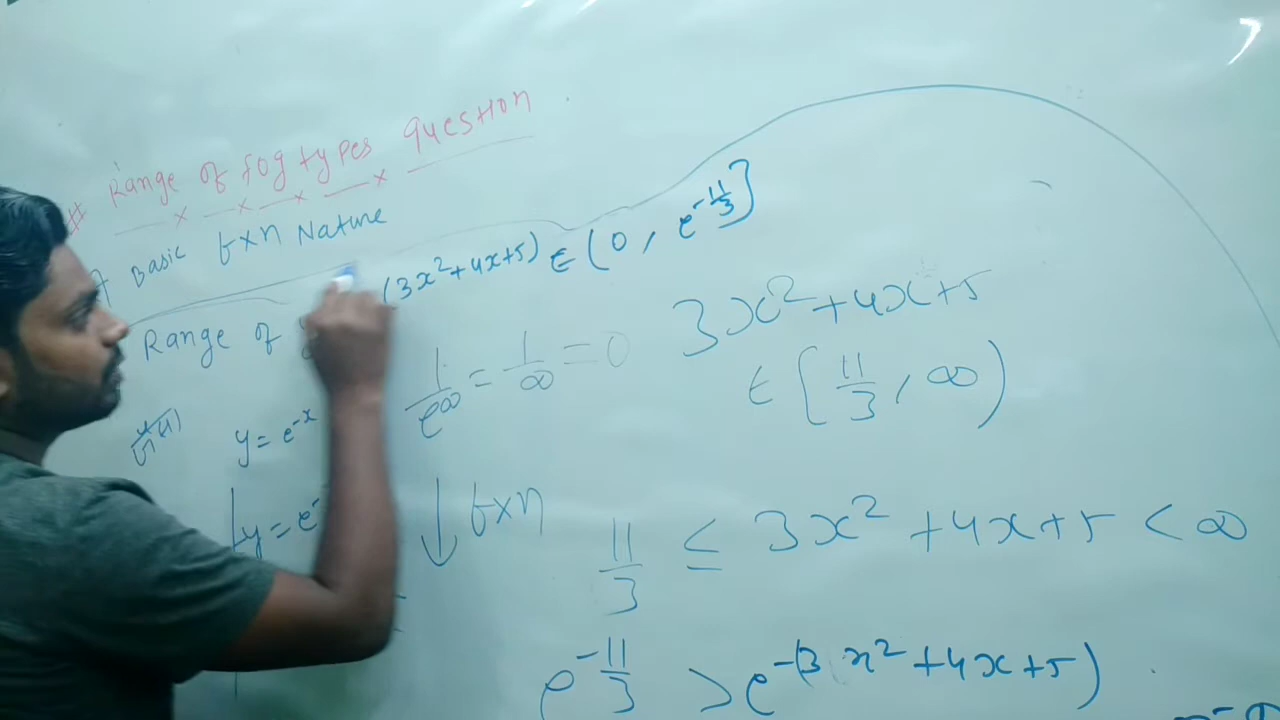 # Range of fog types question
Basic fxn Nature
Range of (3x²+4x+5) ∈ (0, e^{-11/3}]
1/e^∞ = 1/∞ = 0
3x²+4x+5
∈ [11/3, ∞)
y = e^{-x}
y = e^-
↓ fxn
11/3 ≤ 3x²+4x+5 < ∞
e^{-11/3} > e^{-(3x²+4x+5)}